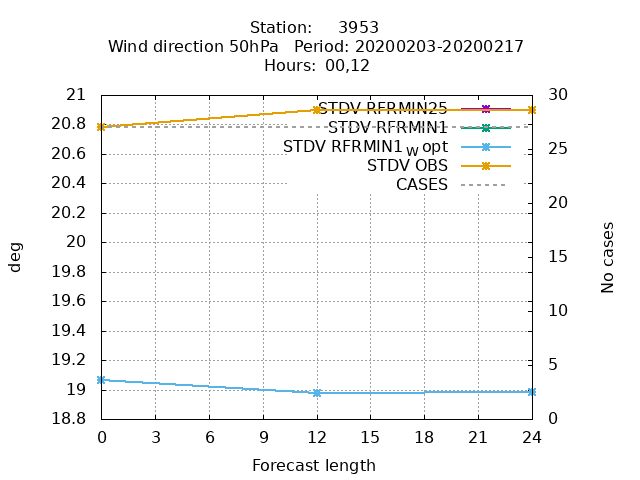 Station:     3953
Wind direction 50hPa   Period: 20200203-20200217
Hours: 00,12
21
20.8
20.6
20.4
20.2
20
19.8
19.6
19.4
19.2
19
18.8
30
25
20
15
10
5
0
STDV RFRMIN25
STDV RFRMIN1
STDV RFRMIN1_W opt
STDV OBS
CASES
deg
No cases
0 3 6 9 12 15 18 21 24
Forecast length